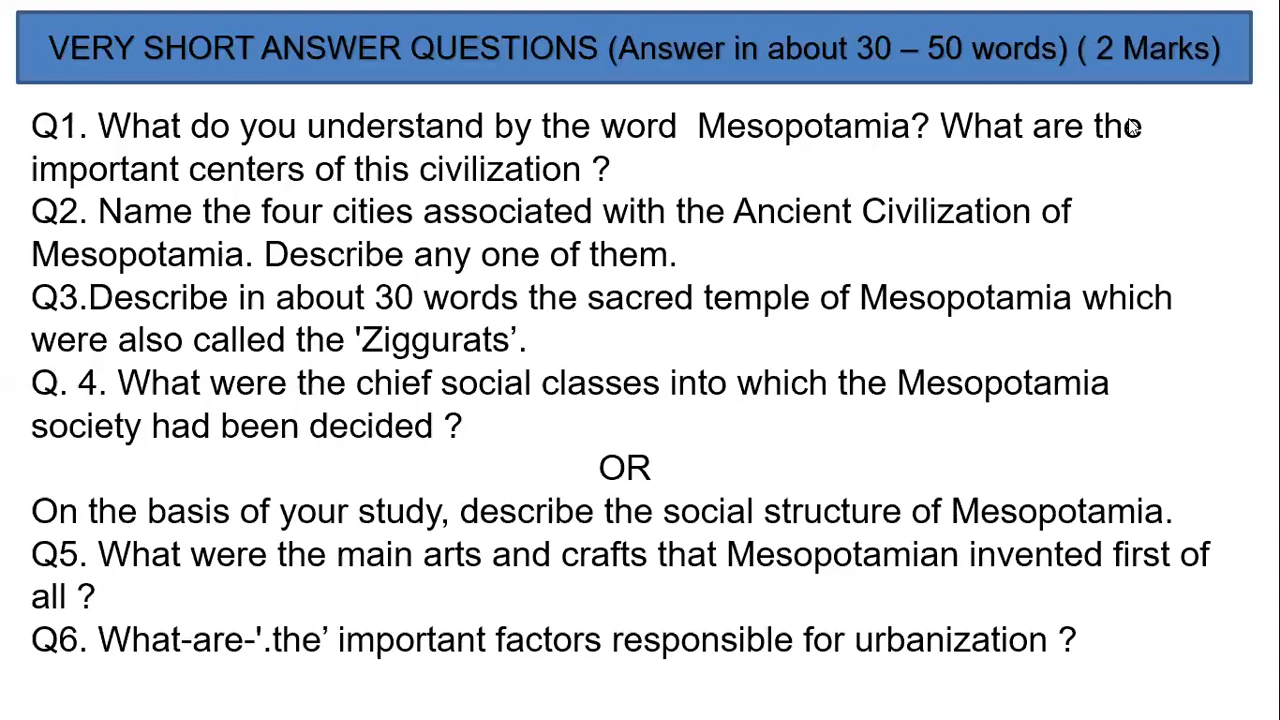 VERY SHORT ANSWER QUESTIONS (Answer in about 30 – 50 words) ( 2 Marks)
Q1. What do you understand by the word  Mesopotamia? What are the
important centers of this civilization ?
Q2. Name the four cities associated with the Ancient Civilization of
Mesopotamia. Describe any one of them.
Q3.Describe in about 30 words the sacred temple of Mesopotamia which
were also called the 'Ziggurats’.
Q. 4. What were the chief social classes into which the Mesopotamia
society had been decided ?
OR
On the basis of your study, describe the social structure of Mesopotamia.
Q5. What were the main arts and crafts that Mesopotamian invented first of
all ?
Q6. What-are-'.the’ important factors responsible for urbanization ?